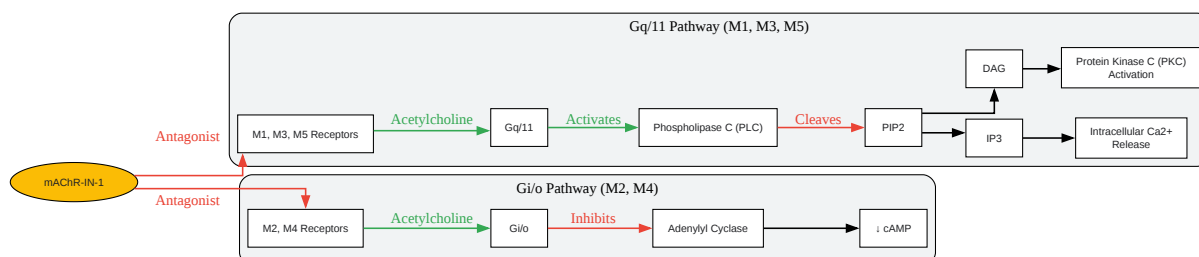 Gq/11 Pathway (M1, M3, M5)
DAG
Protein Kinase C (PKC)
Activation
Antagonist
M1, M3, M5 Receptors
Acetylcholine
Gq/11
Activates
Phospholipase C (PLC)
Cleaves
PIP2
IP3
Intracellular Ca2+
Release
mAChR-IN-1
Antagonist
Gi/o Pathway (M2, M4)
M2, M4 Receptors
Acetylcholine
Gi/o
Inhibits
Adenylyl Cyclase
↓ cAMP